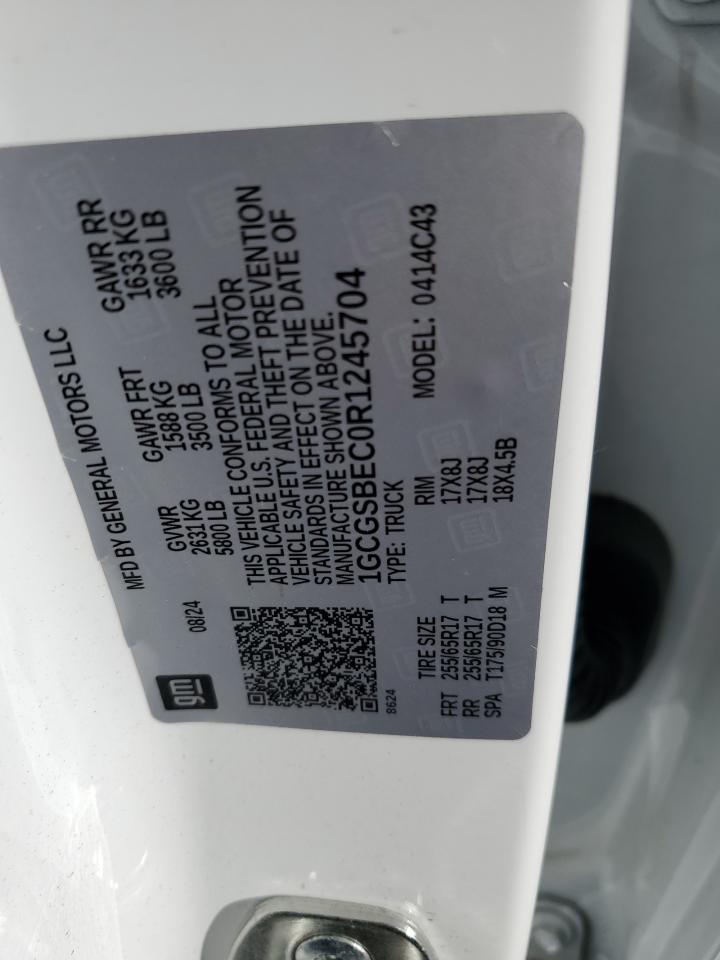 MFD BY GENERAL MOTORS LLC
08/24 GVWR GAWR FRT GAWR RR
2631 KG 1588 KG 1633 KG
5800 LB 3500 LB 3600 LB
gm
THIS VEHICLE CONFORMS TO ALL
APPLICABLE U.S. FEDERAL MOTOR
VEHICLE SAFETY AND THEFT PREVENTION
STANDARDS IN EFFECT ON THE DATE OF
MANUFACTURE SHOWN ABOVE.
1GCGSBEC0R1245704
8624 TYPE: TRUCK MODEL: 0414C43
TIRE SIZE RIM
FRT 255/65R17 T 17X8J
RR 255/65R17 T 17X8J
SPA T175/90D18 M 18X4.5B